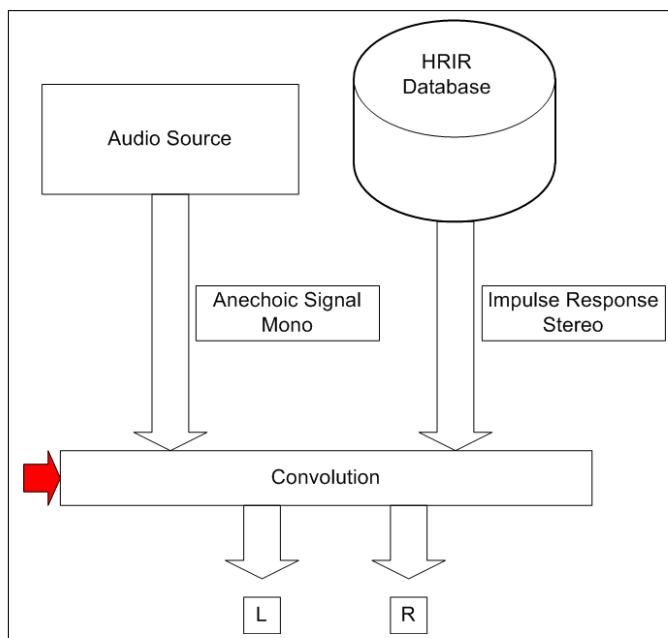 HRIR
Database
Audio Source
Anechoic Signal
Mono
Impulse Response
Stereo
Convolution
L
R